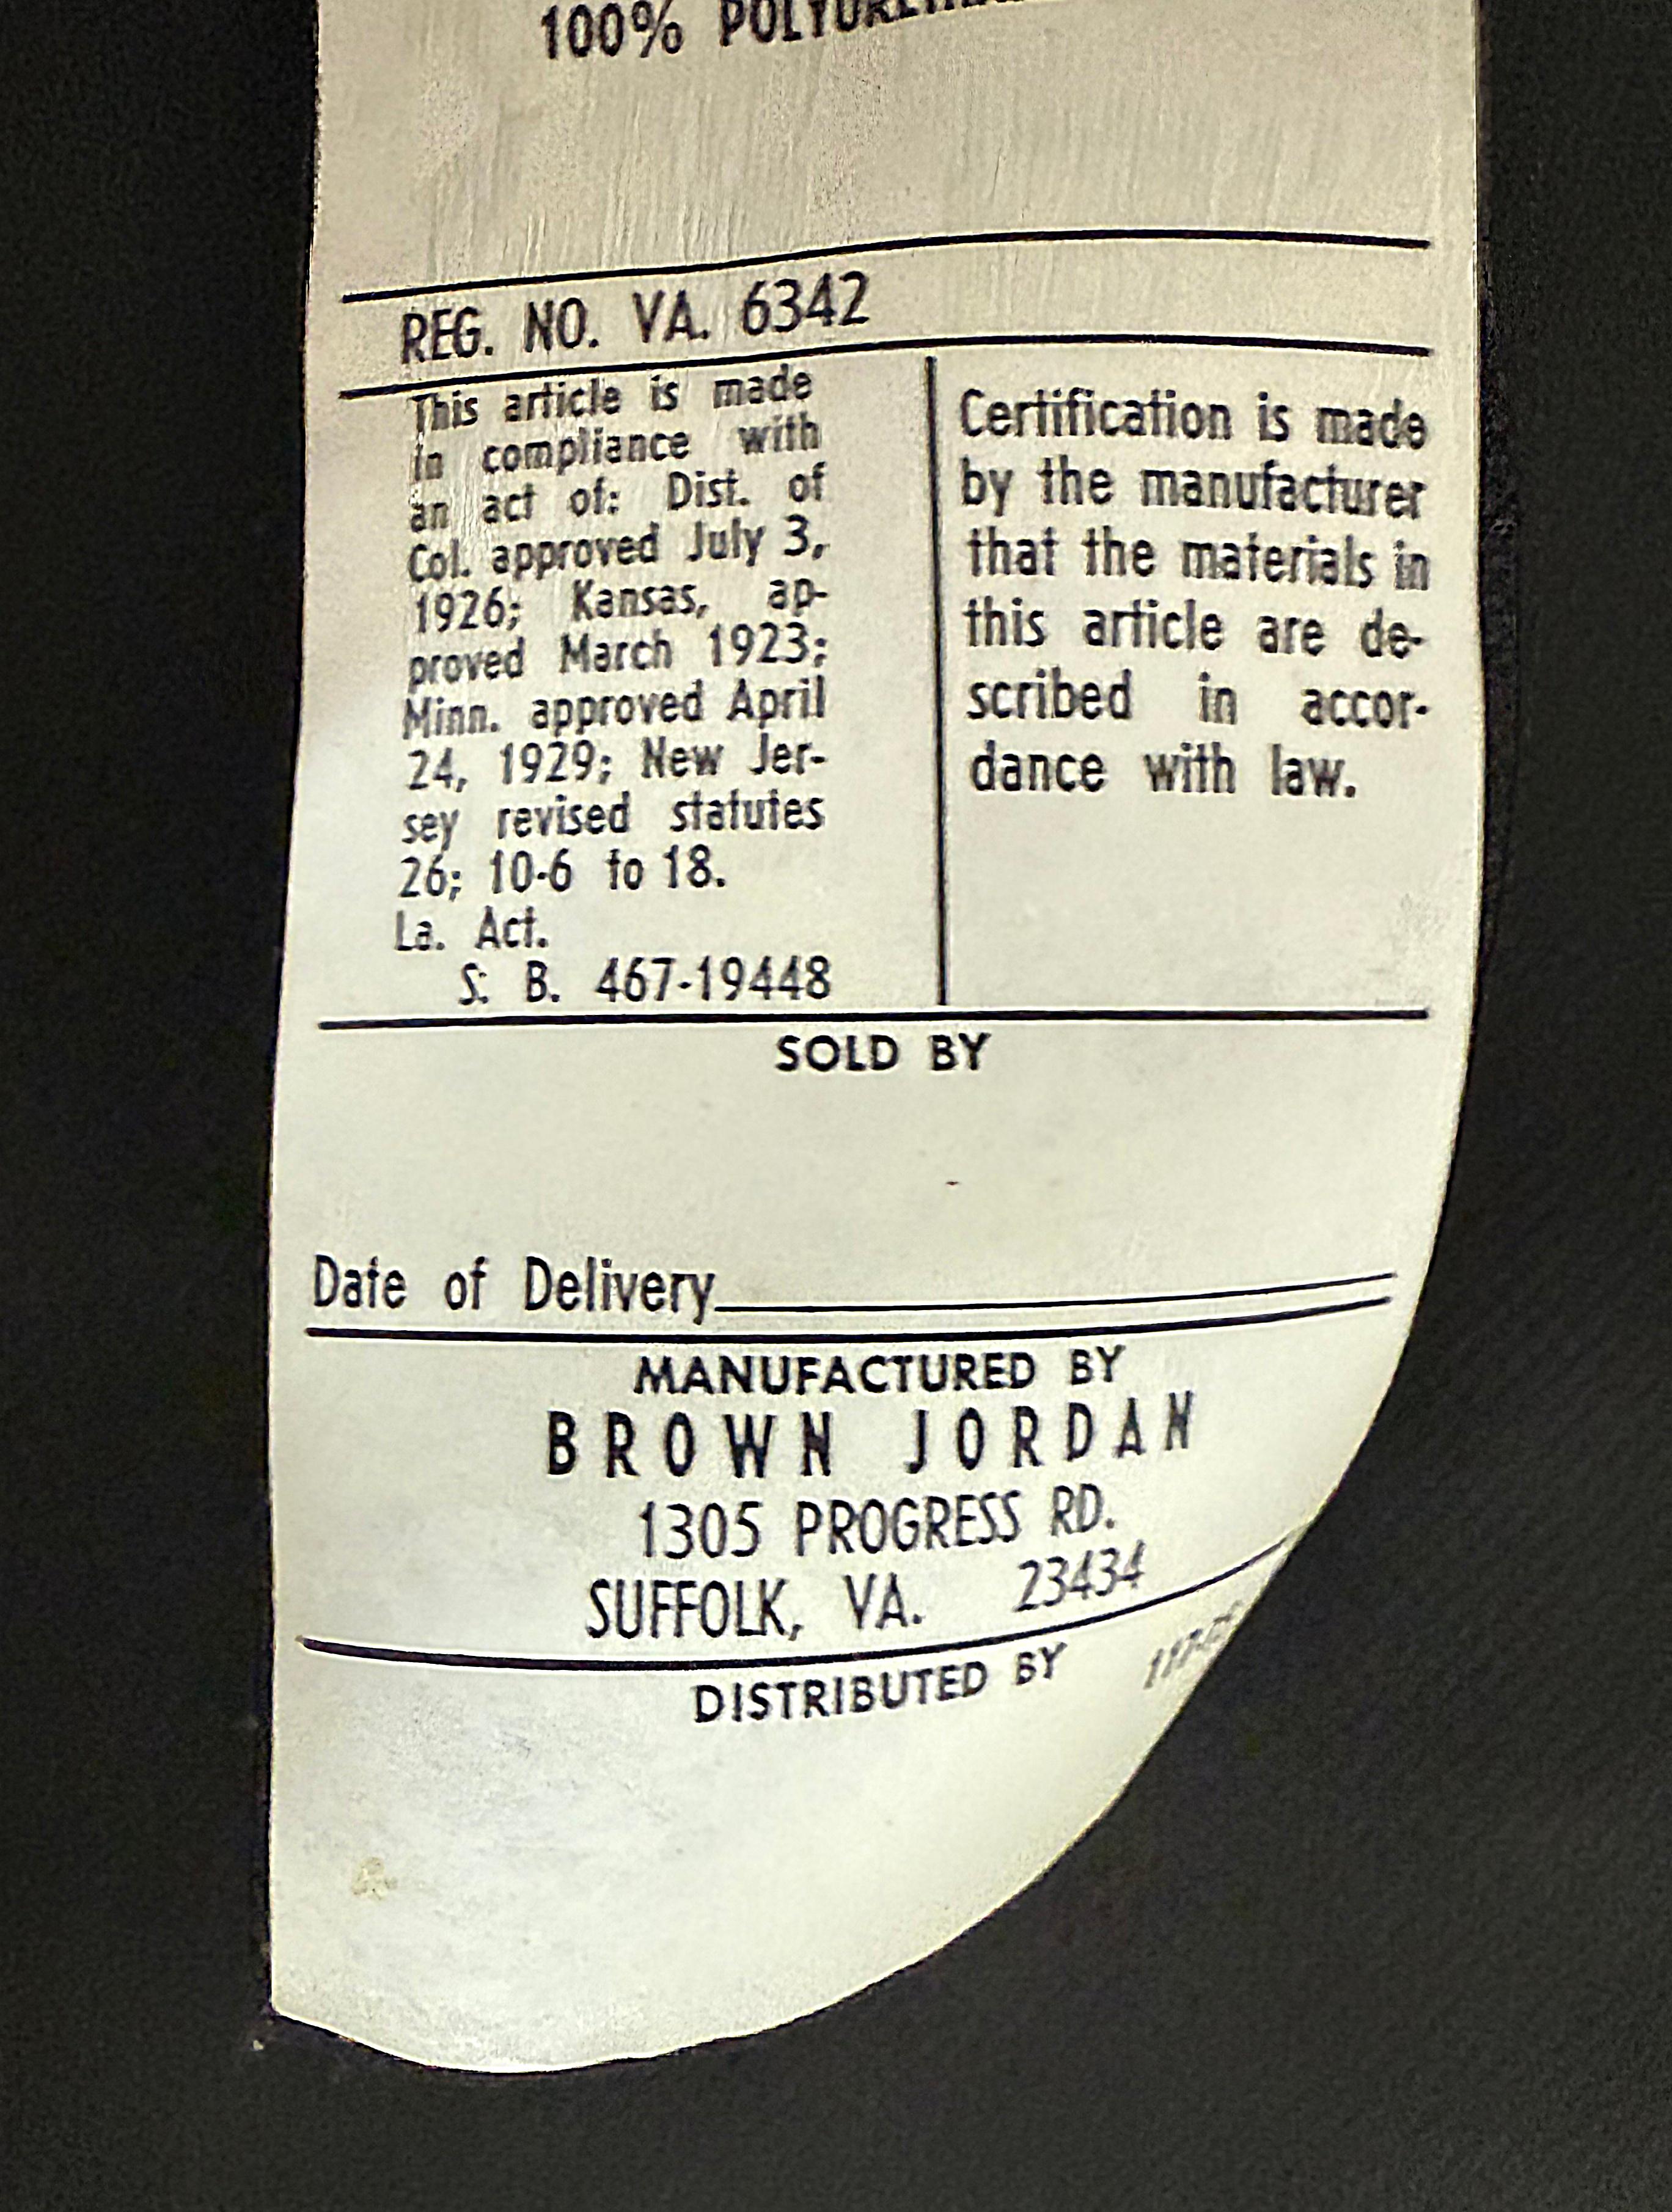 100%
REG. NO. VA. 6342
This article is made
in compliance with
an act of: Dist. of
Col. approved July 3,
1926; Kansas, ap-
proved March 1923;
Minn. approved April
24, 1929; New Jer-
sey revised statutes
26; 10-6 to 18.
La. Act.
S. B. 467-19448
Certification is made
by the manufacturer
that the materials in
this article are de-
scribed in accor-
dance with law.
SOLD BY
Date of Delivery
MANUFACTURED BY
BROWN JORDAN
1305 PROGRESS RD.
SUFFOLK, VA. 23434
DISTRIBUTED BY